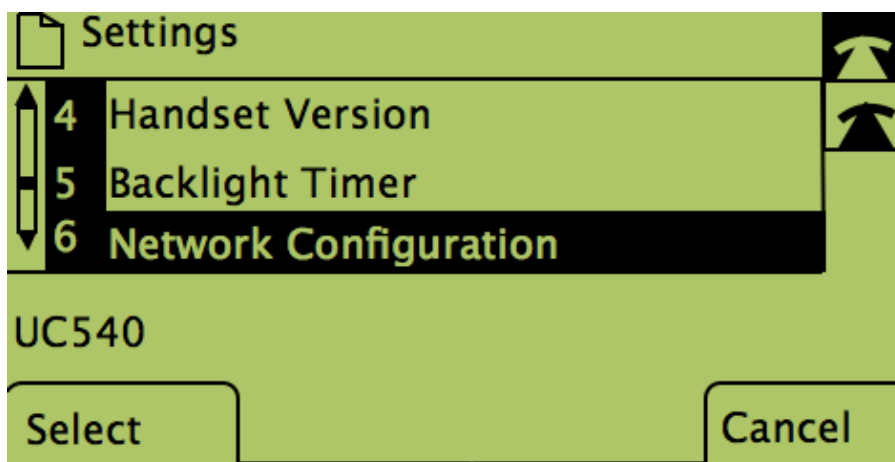 Settings
4 Handset Version
5 Backlight Timer
6 Network Configuration
UC540
Select Cancel